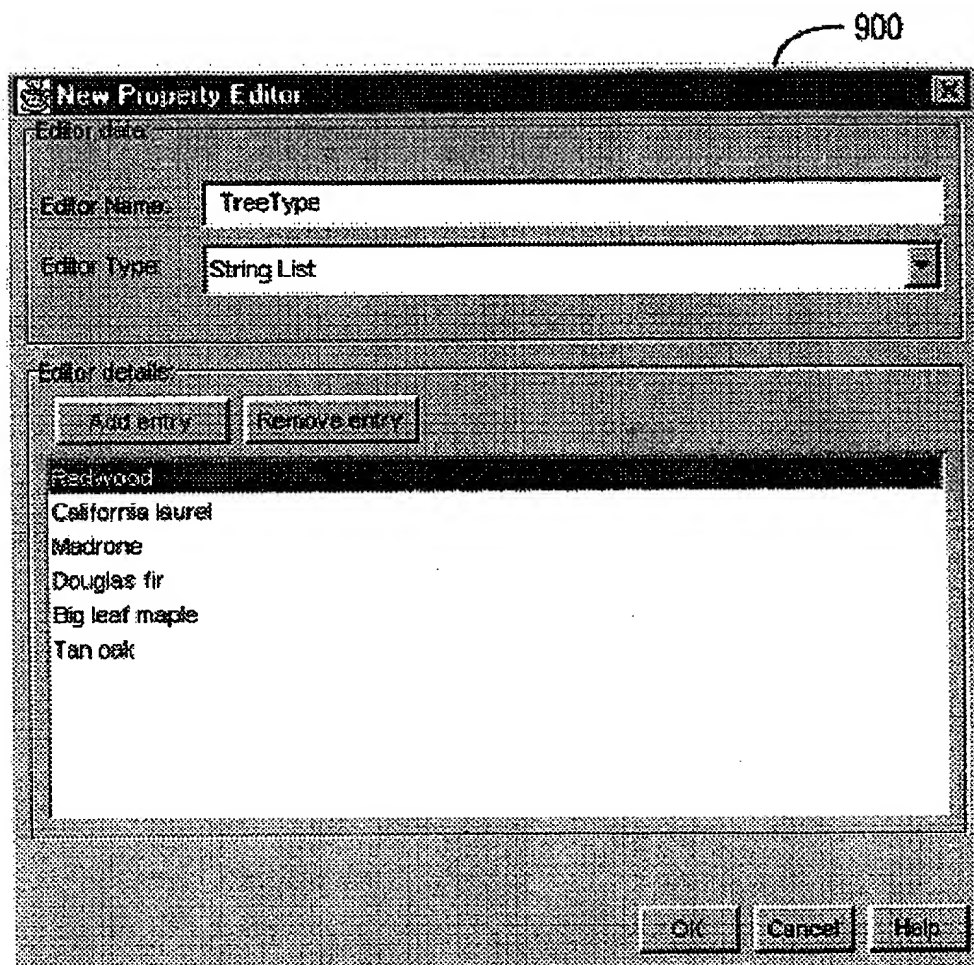 900
New Property Editor
Editor data:
Editor Name: TreeType
Editor Type: String List
Editor details:
Add entry Remove entry
Redwood
California laurel
Madrone
Douglas fir
Big leaf maple
Tan oak
OK Cancel Help